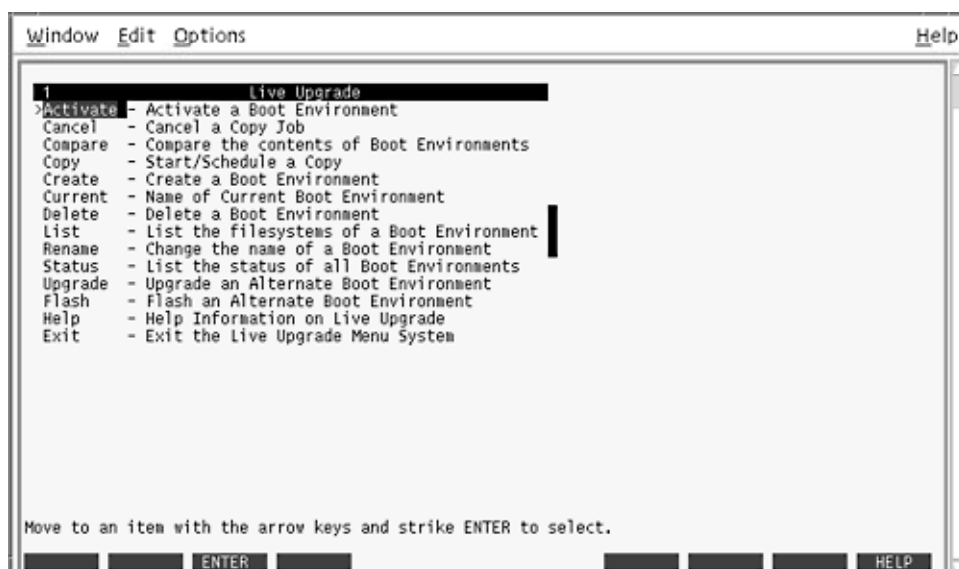 Window Edit Options Help
1 Live Upgrade
>Activate - Activate a Boot Environment
Cancel - Cancel a Copy Job
Compare - Compare the contents of Boot Environments
Copy - Start/Schedule a Copy
Create - Create a Boot Environment
Current - Name of Current Boot Environment
Delete - Delete a Boot Environment
List - List the filesystems of a Boot Environment
Rename - Change the name of a Boot Environment
Status - List the status of all Boot Environments
Upgrade - Upgrade an Alternate Boot Environment
Flash - Flash an Alternate Boot Environment
Help - Help Information on Live Upgrade
Exit - Exit the Live Upgrade Menu System
Move to an item with the arrow keys and strike ENTER to select.
ENTER HELP